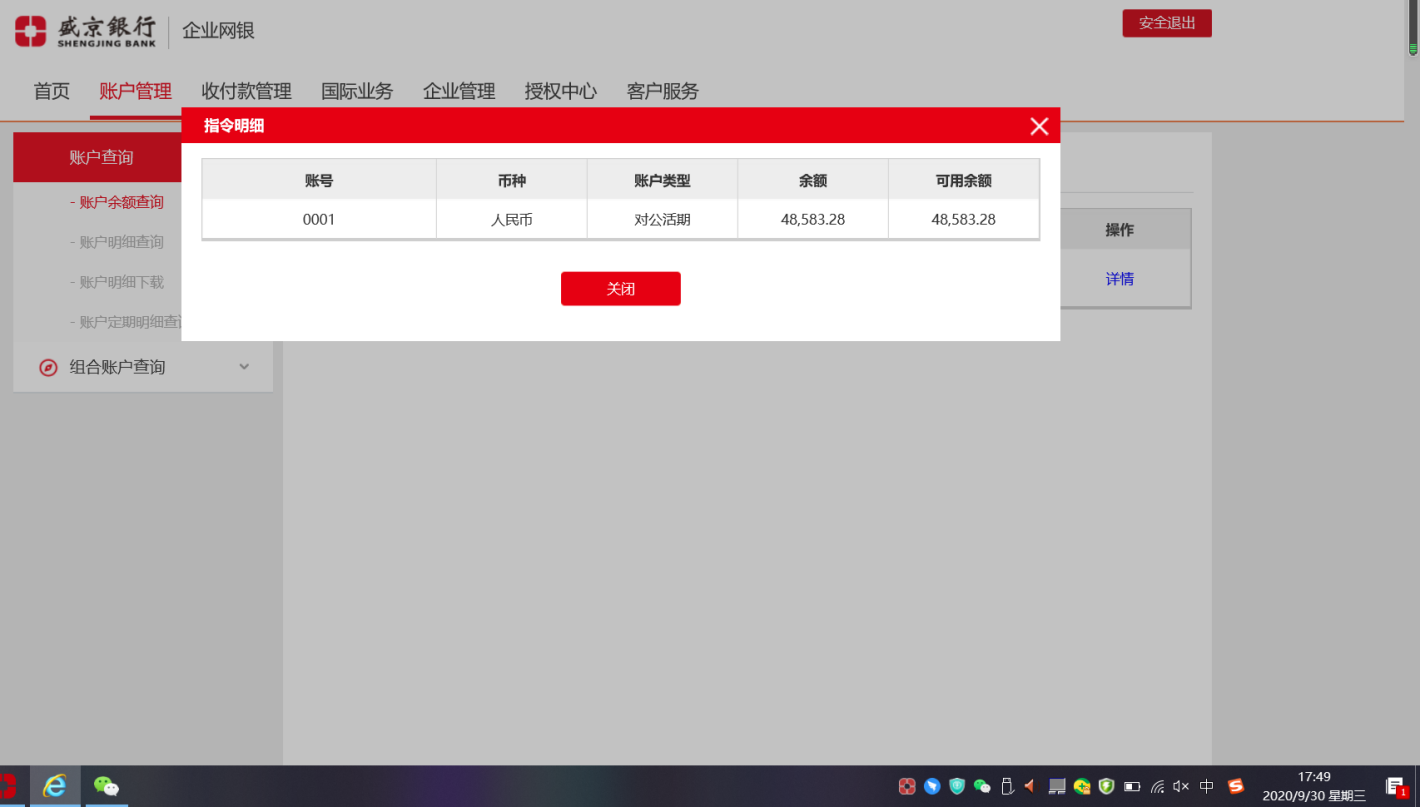 盛京銀行
SHENGJING BANK
企业网银
安全退出
首页 账户管理 收付款管理 国际业务 企业管理 授权中心 客户服务
指令明细
账户查询
- 账户余额查询
- 账户明细查询
- 账户明细下载
- 账户定期明细查
组合账户查询
账号 币种 账户类型 余额 可用余额
0001 人民币 对公活期 48,583.28 48,583.28
关闭
操作
详情
中
17:49
2020/9/30 星期三
1